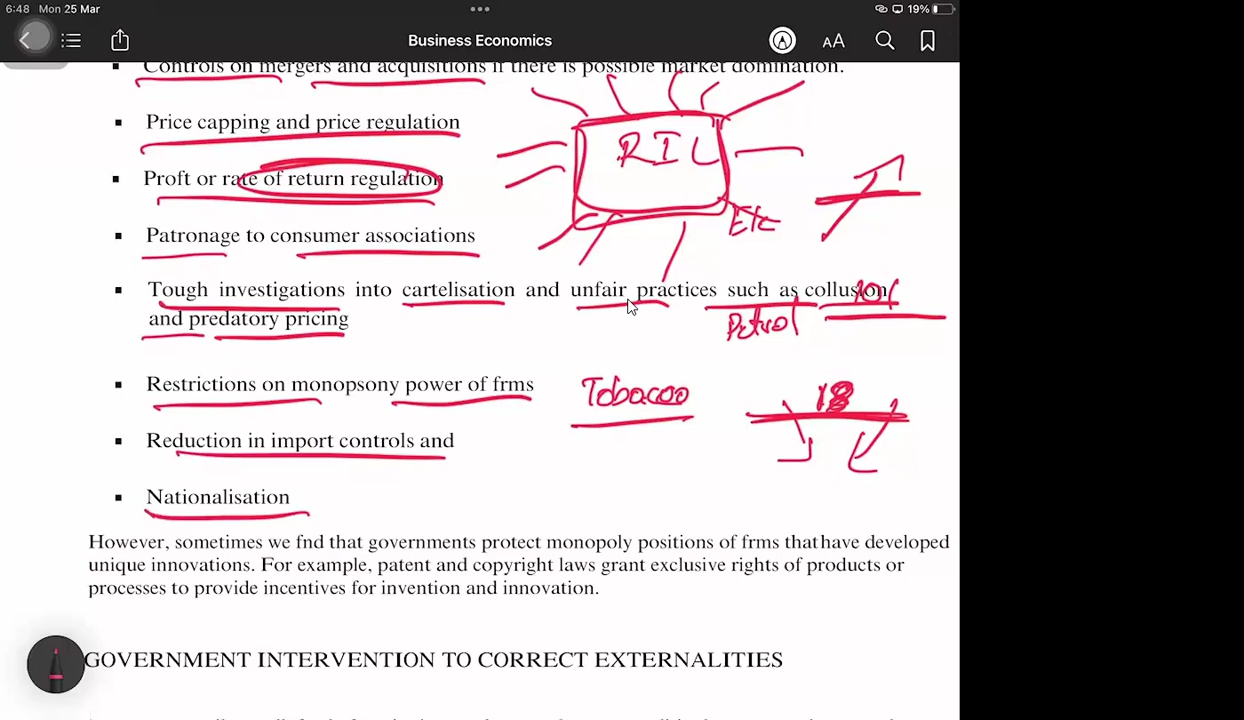 6:48 Mon 25 Mar
19%
Business Economics
AA
Controls on mergers and acquisitions if there is possible market domination.
Price capping and price regulation
RIL
Proft or rate of return regulation
Etc
Patronage to consumer associations
Tough investigations into cartelisation and unfair practices such as collusion
and predatory pricing
Petrol
Restrictions on monopsony power of frms
Tobacoo
18
Reduction in import controls and
Nationalisation
However, sometimes we fnd that governments protect monopoly positions of frms thathave developed
unique innovations. For example, patent and copyright laws grant exclusive rights of products or
processes to provide incentives for invention and innovation.
GOVERNMENT INTERVENTION TO CORRECT EXTERNALITIES